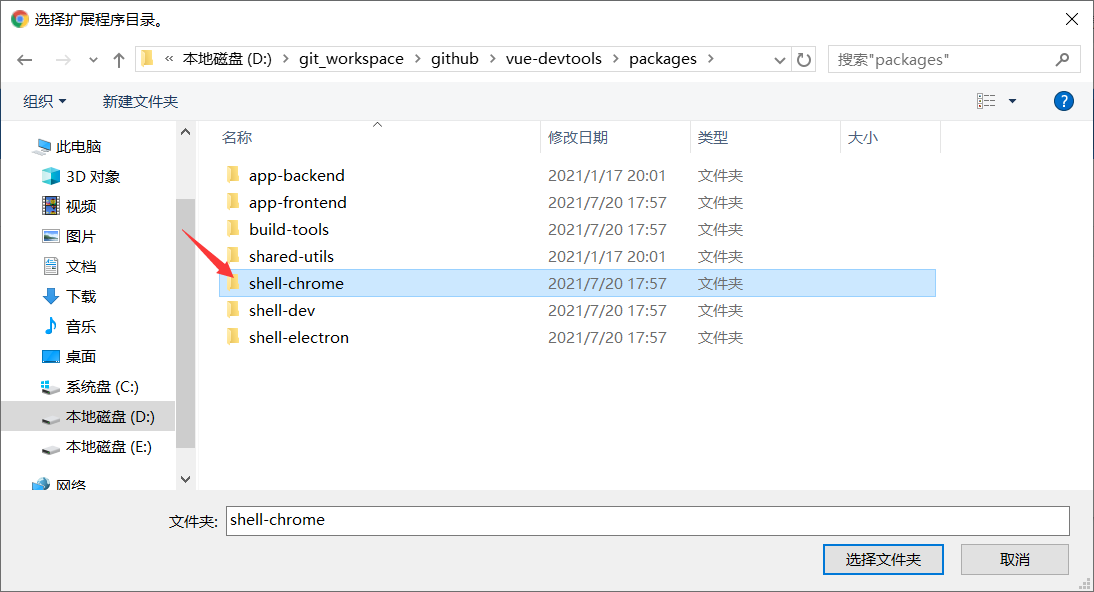 选择扩展程序目录。
« 本地磁盘 (D:) > git_workspace > github > vue-devtools > packages >
搜索"packages"
组织 新建文件夹
名称 修改日期 类型 大小
此电脑
3D 对象
视频
图片
文档
下载
音乐
桌面
系统盘 (C:)
本地磁盘 (D:)
本地磁盘 (E:)
网络
app-backend 2021/1/17 20:01 文件夹
app-frontend 2021/7/20 17:57 文件夹
build-tools 2021/7/20 17:57 文件夹
shared-utils 2021/1/17 20:01 文件夹
shell-chrome 2021/7/20 17:57 文件夹
shell-dev 2021/7/20 17:57 文件夹
shell-electron 2021/7/20 17:57 文件夹
文件夹: shell-chrome
选择文件夹 取消